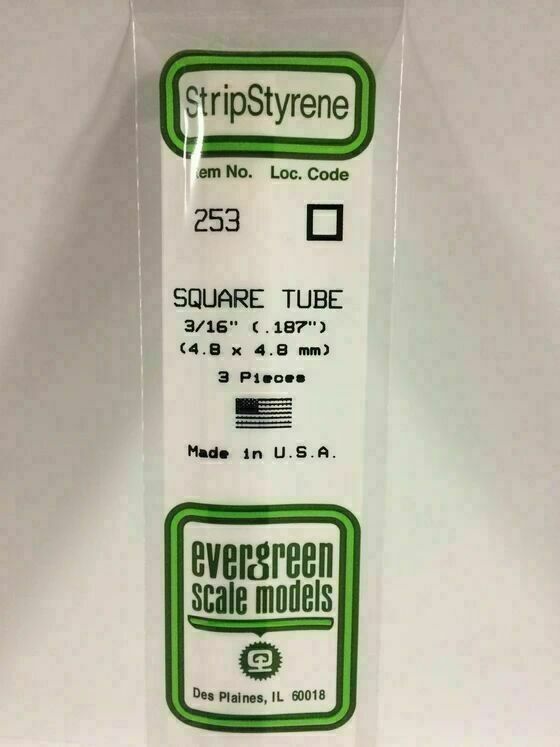 StripStyrene
em No. Loc. Code
253
SQUARE TUBE
3/16" (.187")
(4.8 x 4.8 mm)
3 Pieces
Made in U.S.A.
evergreen
scale models
Des Plaines, IL 60018